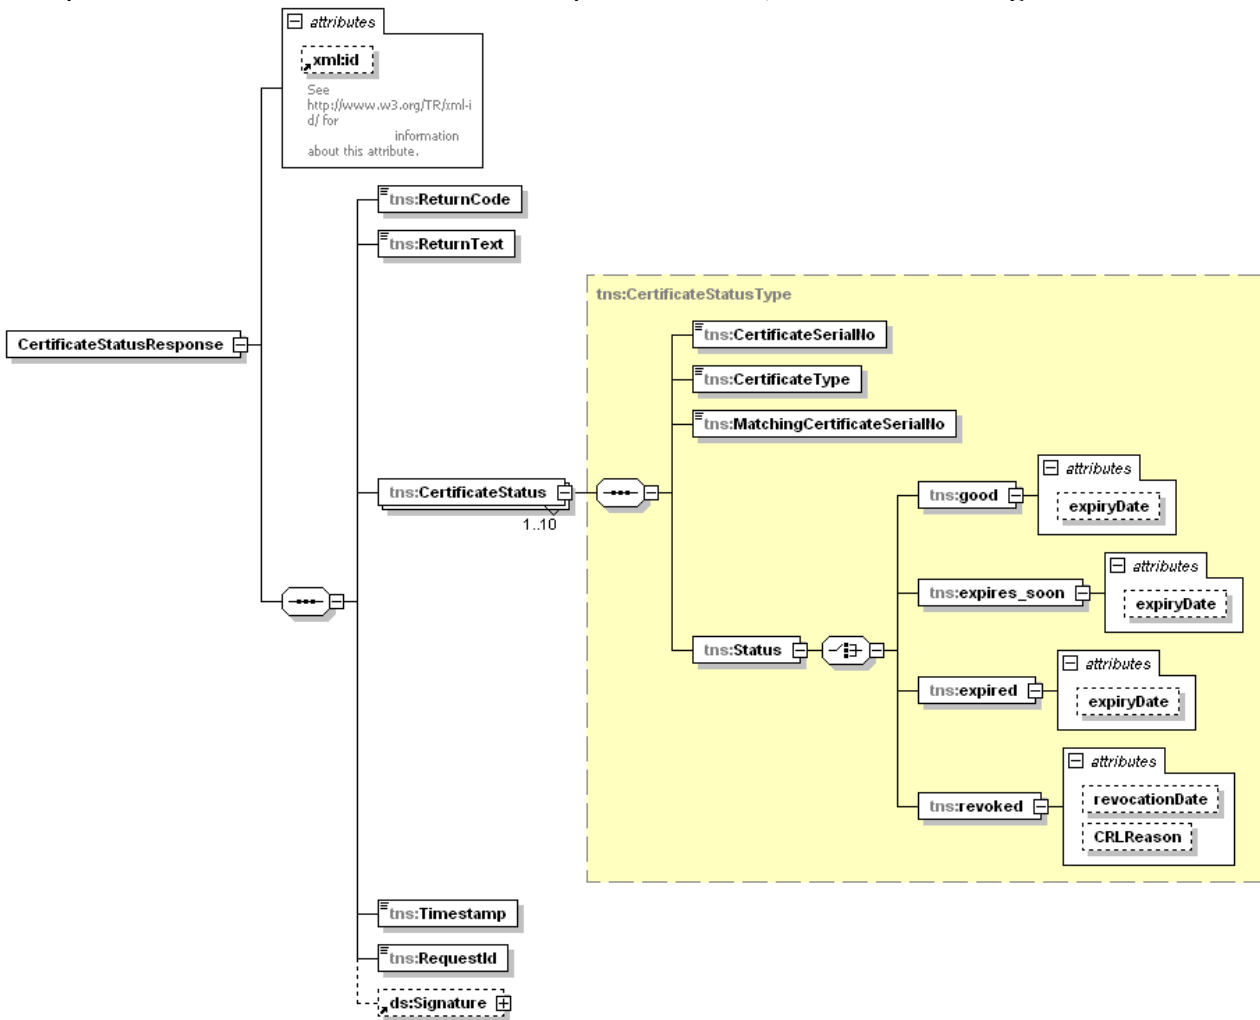 attributes
xml:id
See
http://www.w3.org/TR/xml-i
d/ for
information
about this attribute.
tns:ReturnCode
tns:ReturnText
tns:CertificateStatusType
CertificateStatusResponse
tns:CertificateSerialNo
tns:CertificateType
tns:MatchingCertificateSerialNo
tns:CertificateStatus
1..10
attributes
tns:good
expiryDate
attributes
tns:expires_soon
expiryDate
tns:Status
attributes
tns:expired
expiryDate
attributes
tns:revoked
revocationDate
CRLReason
tns:Timestamp
tns:RequestId
ds:Signature